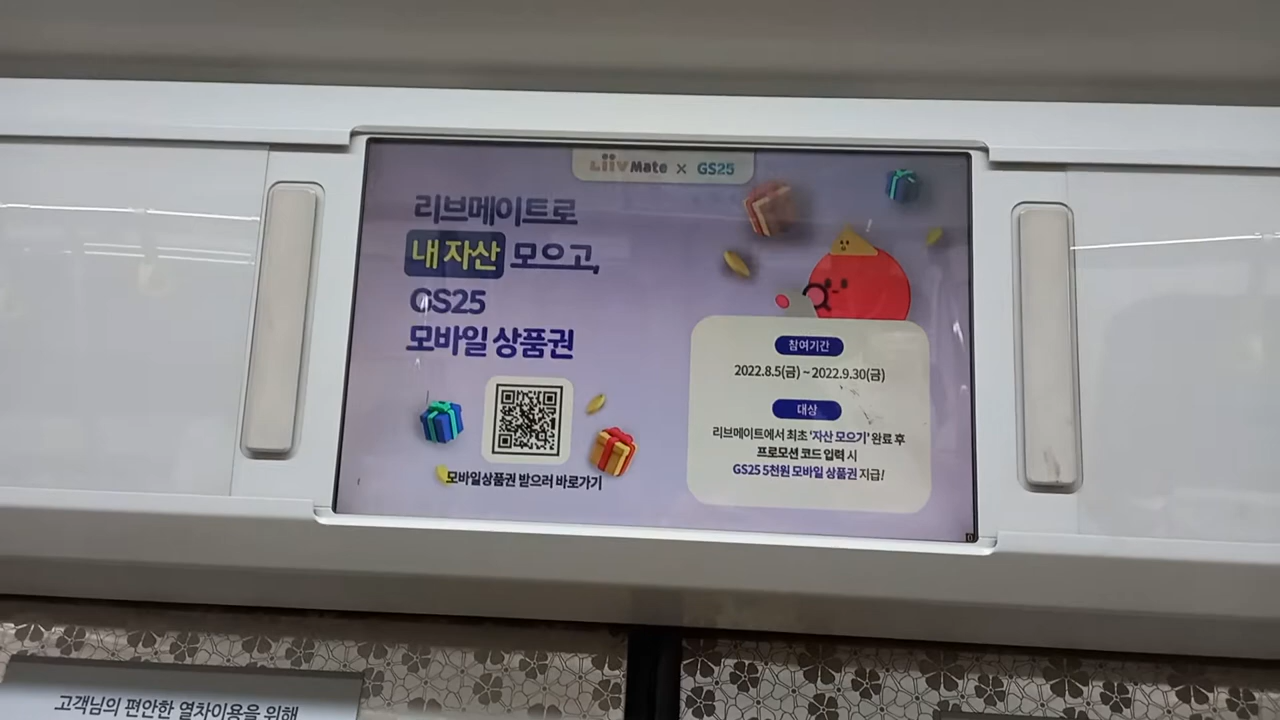 Liiv Mate × GS25
리브메이트로
내 자산 모으고,
GS25
모바일 상품권
모바일상품권 받으러 바로가기
참여기간
2022.8.5(금) ~ 2022.9.30(금)
대상
리브메이트에서 최초 '자산 모으기' 완료 후
프로모션 코드 입력 시
GS25 5천원 모바일 상품권 지급!
고객님의 편안한 열차이용을 위해